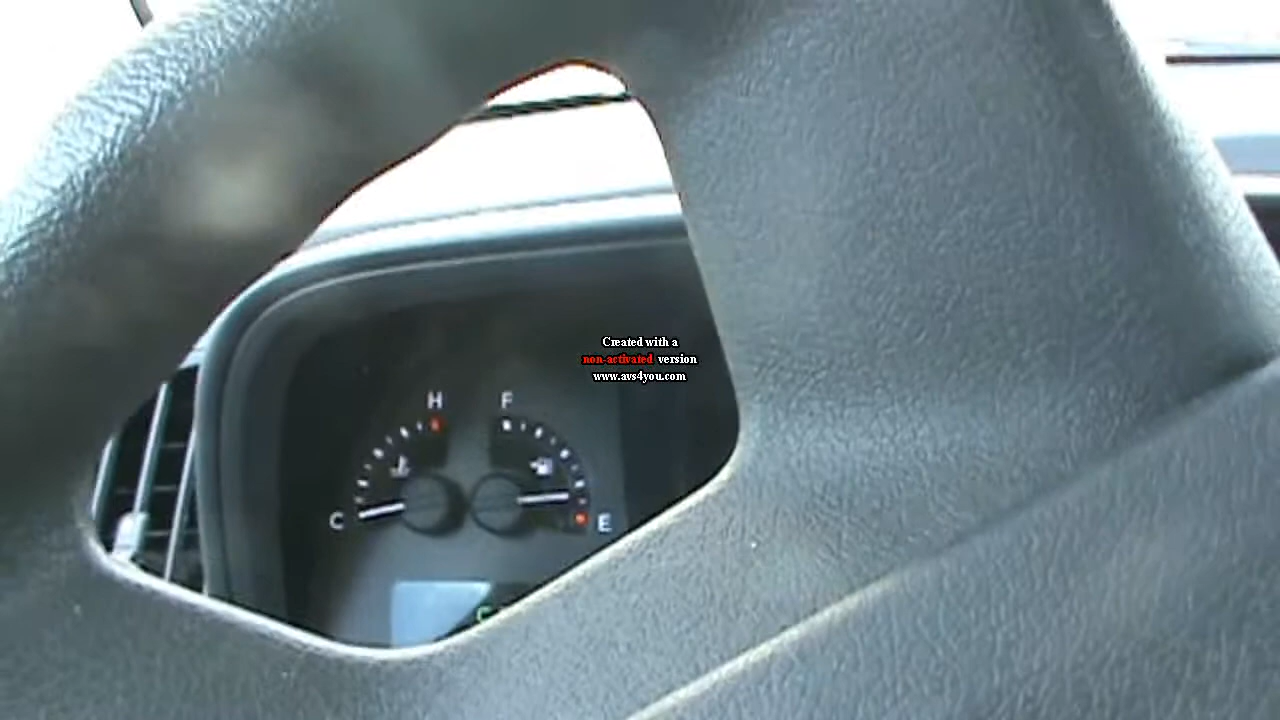 Created with a
non-activated version
www.avs4you.com
H F
C E